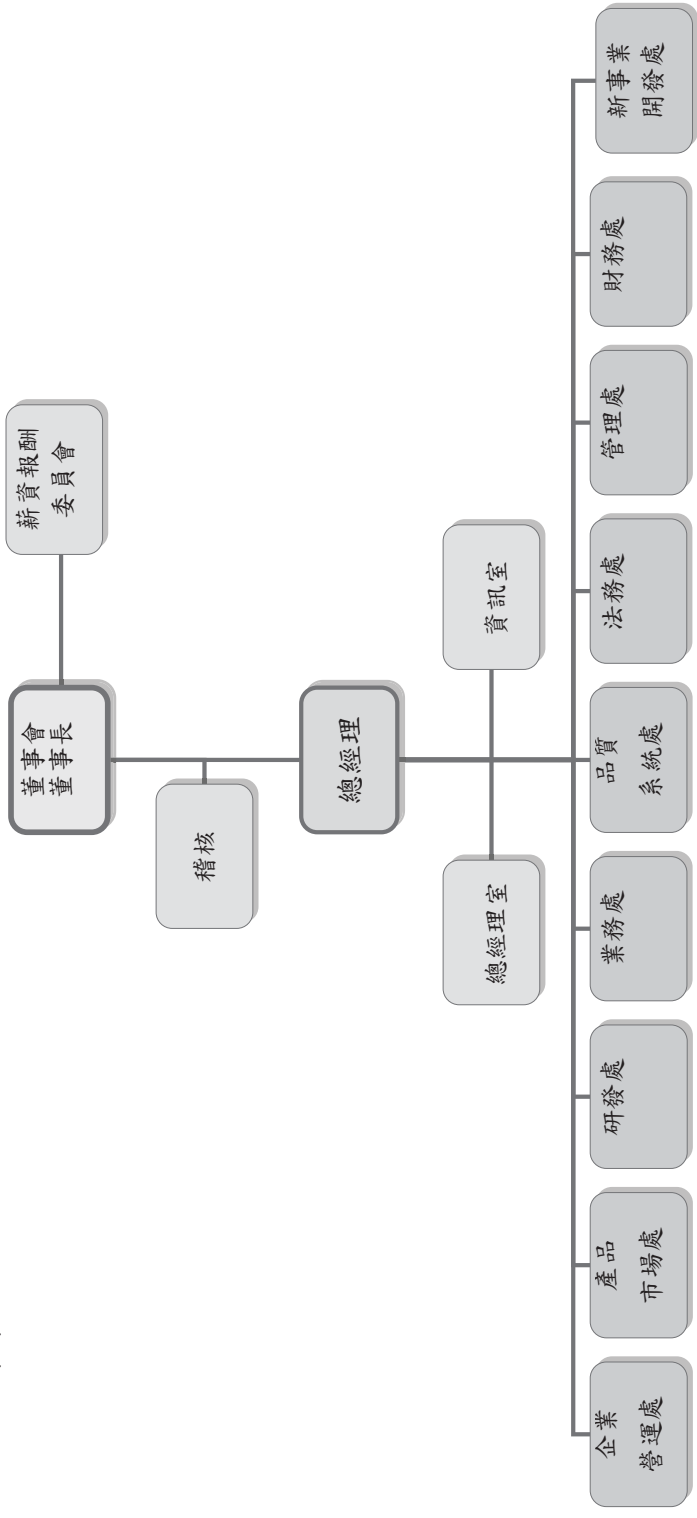 董事會
董事長
薪資報酬
委員會
稽核
總經理
總經理室
資訊室
企業
營運處
產品
市場處
研發處
業務處
品質
系統處
法務處
管理處
財務處
新事業
開發處